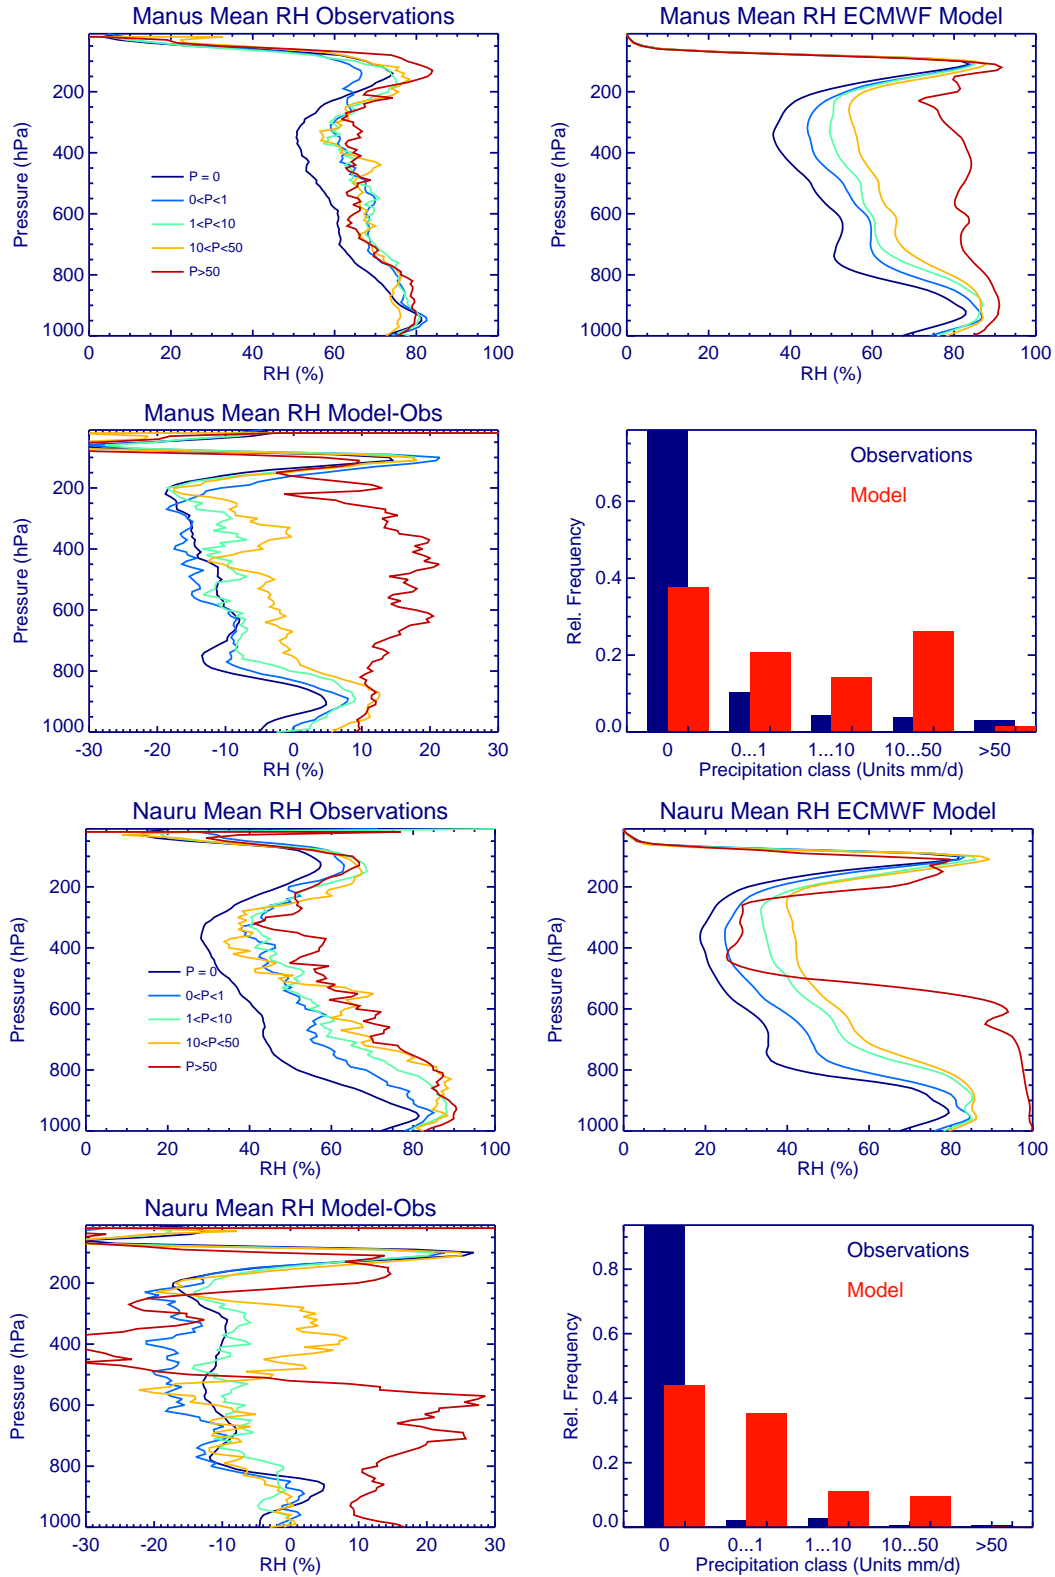 Manus Mean RH Observations
Pressure (hPa)
200
400
600
800
1000
P = 0
0<P<1
1<P<10
10<P<50
P>50
0 20 40 60 80 100
RH (%)
Manus Mean RH ECMWF Model
Pressure (hPa)
200
400
600
800
1000
0 20 40 60 80 100
RH (%)
Manus Mean RH Model-Obs
Pressure (hPa)
200
400
600
800
1000
-30 -20 -10 0 10 20 30
RH (%)
Observations
Model
Rel. Frequency
0.6
0.4
0.2
0.0
0 0...1 1...10 10...50 >50
Precipitation class (Units mm/d)
Nauru Mean RH Observations
Pressure (hPa)
200
400
600
800
1000
P = 0
0<P<1
1<P<10
10<P<50
P>50
0 20 40 60 80 100
RH (%)
Nauru Mean RH ECMWF Model
Pressure (hPa)
200
400
600
800
1000
0 20 40 60 80 100
RH (%)
Nauru Mean RH Model-Obs
Pressure (hPa)
200
400
600
800
1000
-30 -20 -10 0 10 20 30
RH (%)
Observations
Model
Rel. Frequency
0.8
0.6
0.4
0.2
0.0
0 0...1 1...10 10...50 >50
Precipitation class (Units mm/d)